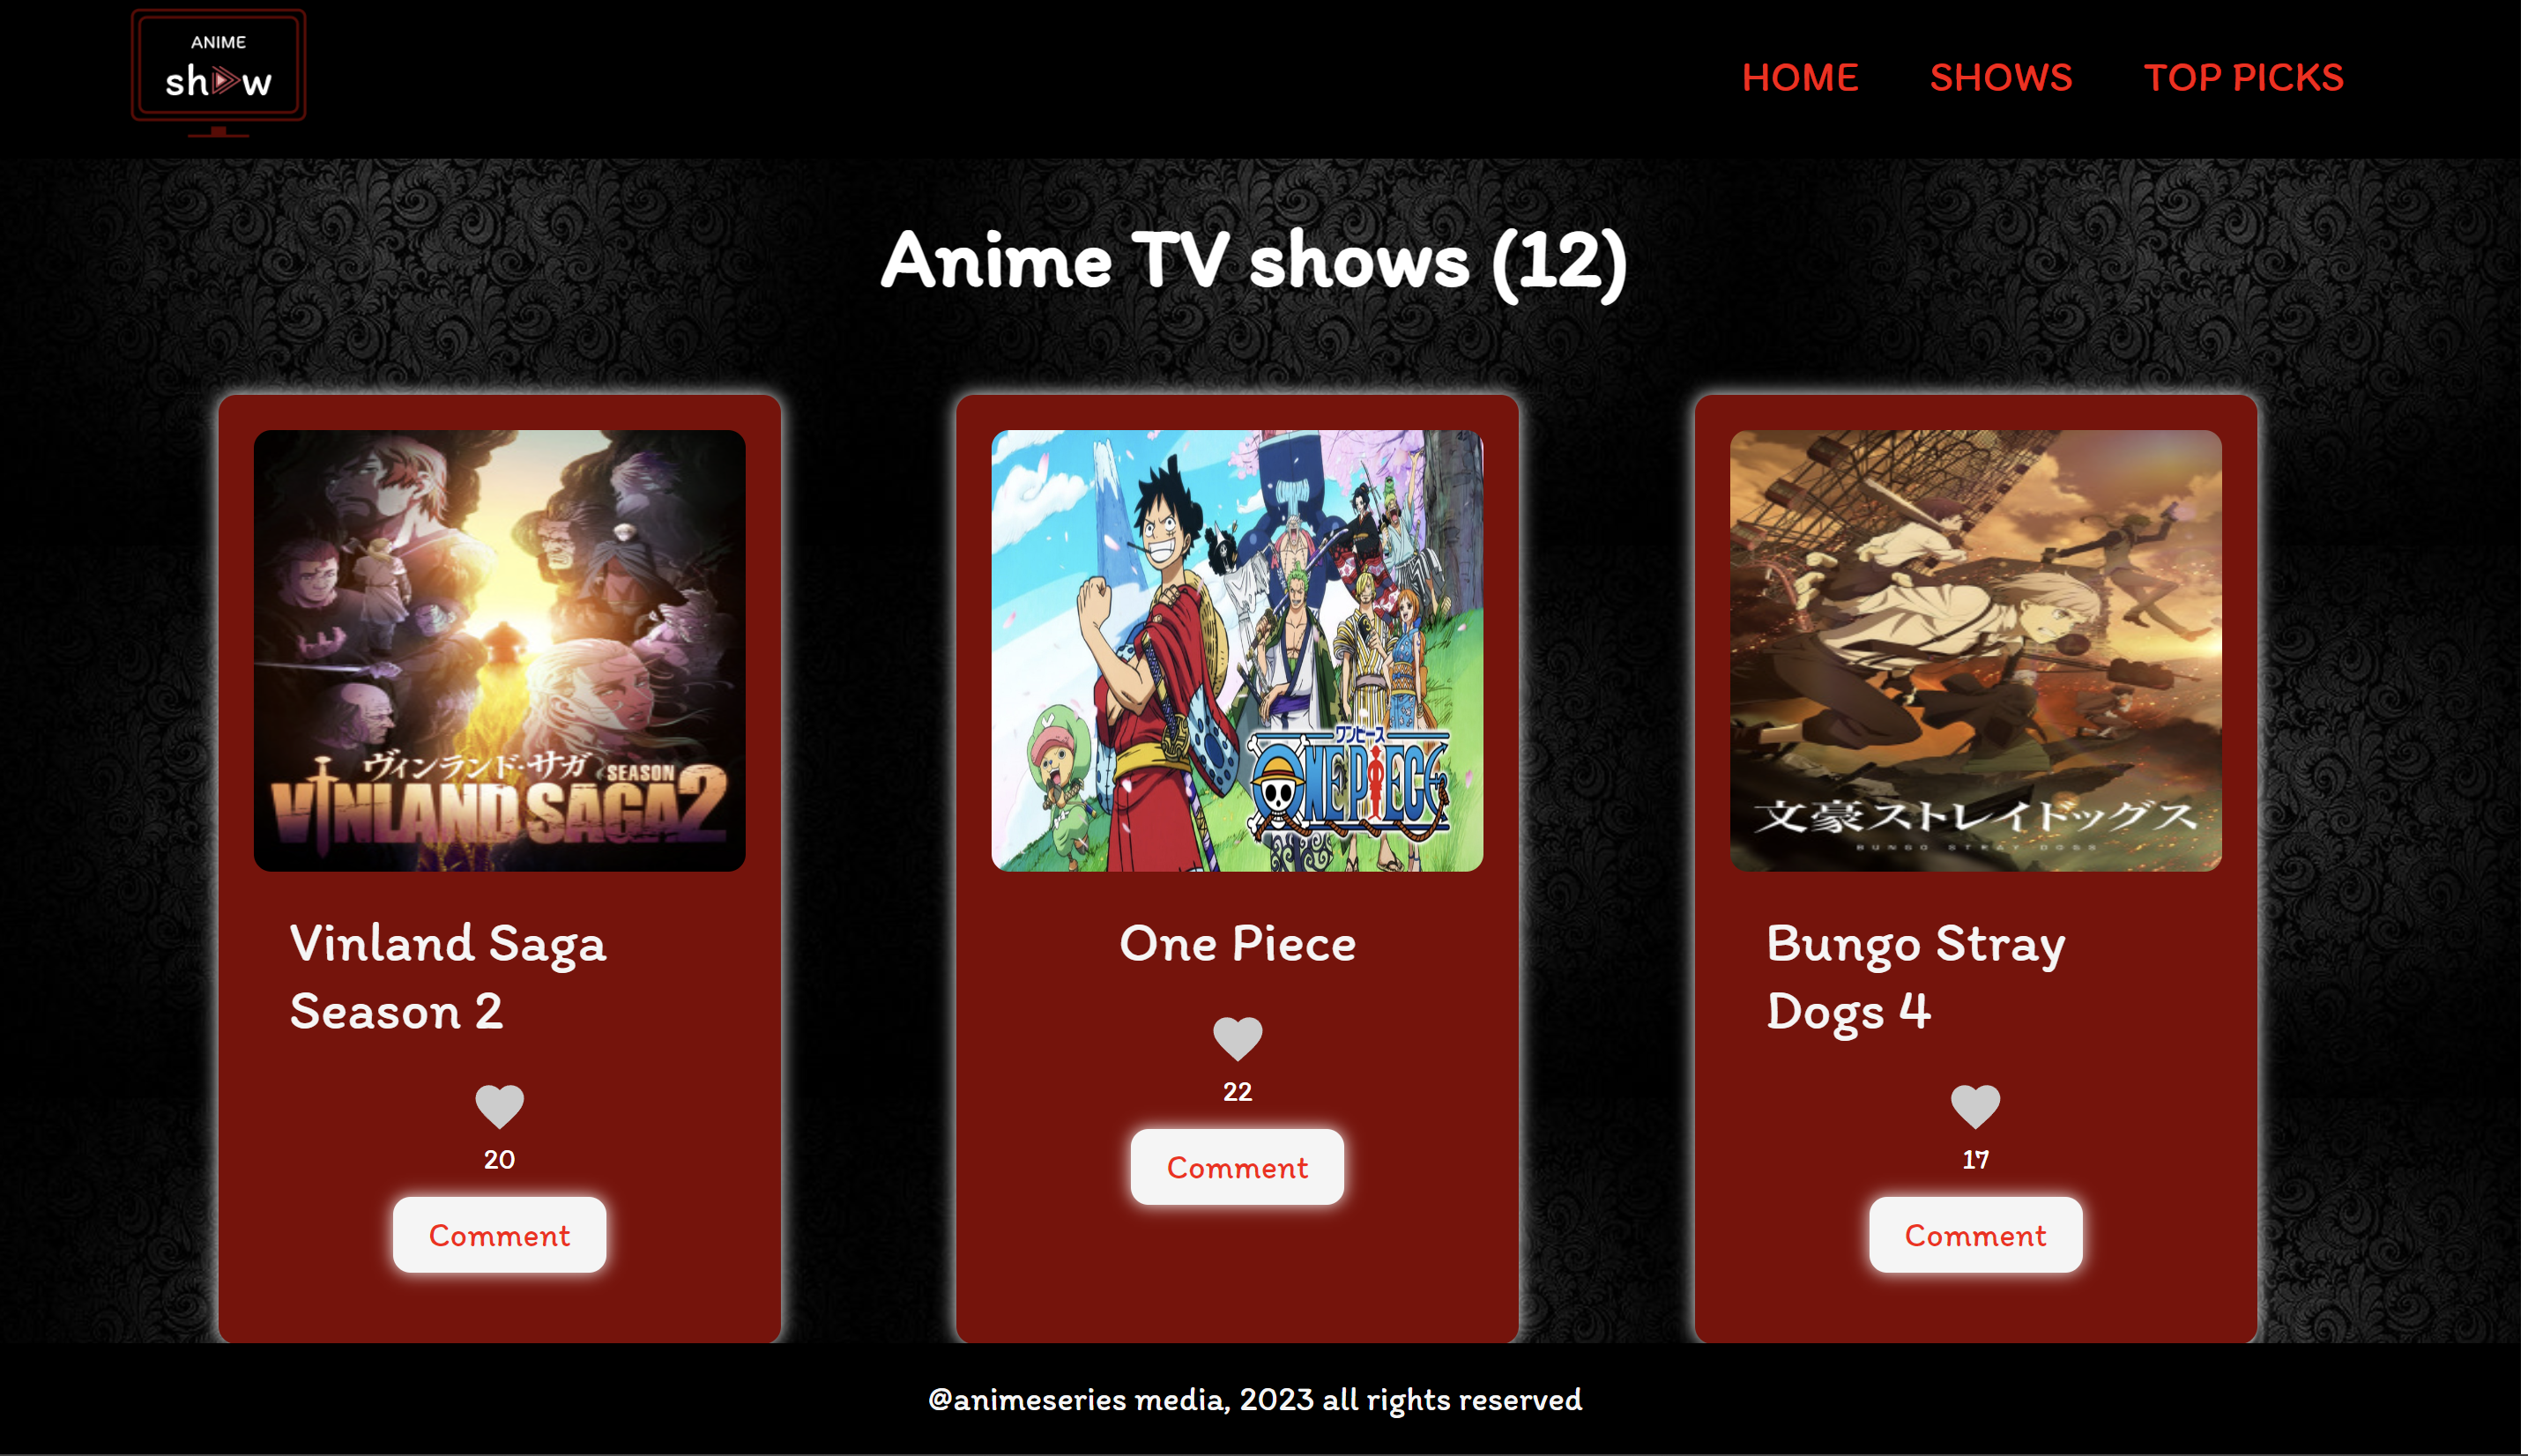 ANIME
show
HOME
SHOWS
TOP PICKS
Anime TV shows (12)
ヴィンランド・サガ
SEASON
VINLAND SAGA 2
ワンピース
ONE PIECE
文豪ストレイドッグス
BUNGO STRAY DOGS
Vinland Saga
Season 2
20
Comment
One Piece
22
Comment
Bungo Stray
Dogs 4
17
Comment
@animeseries media, 2023 all rights reserved